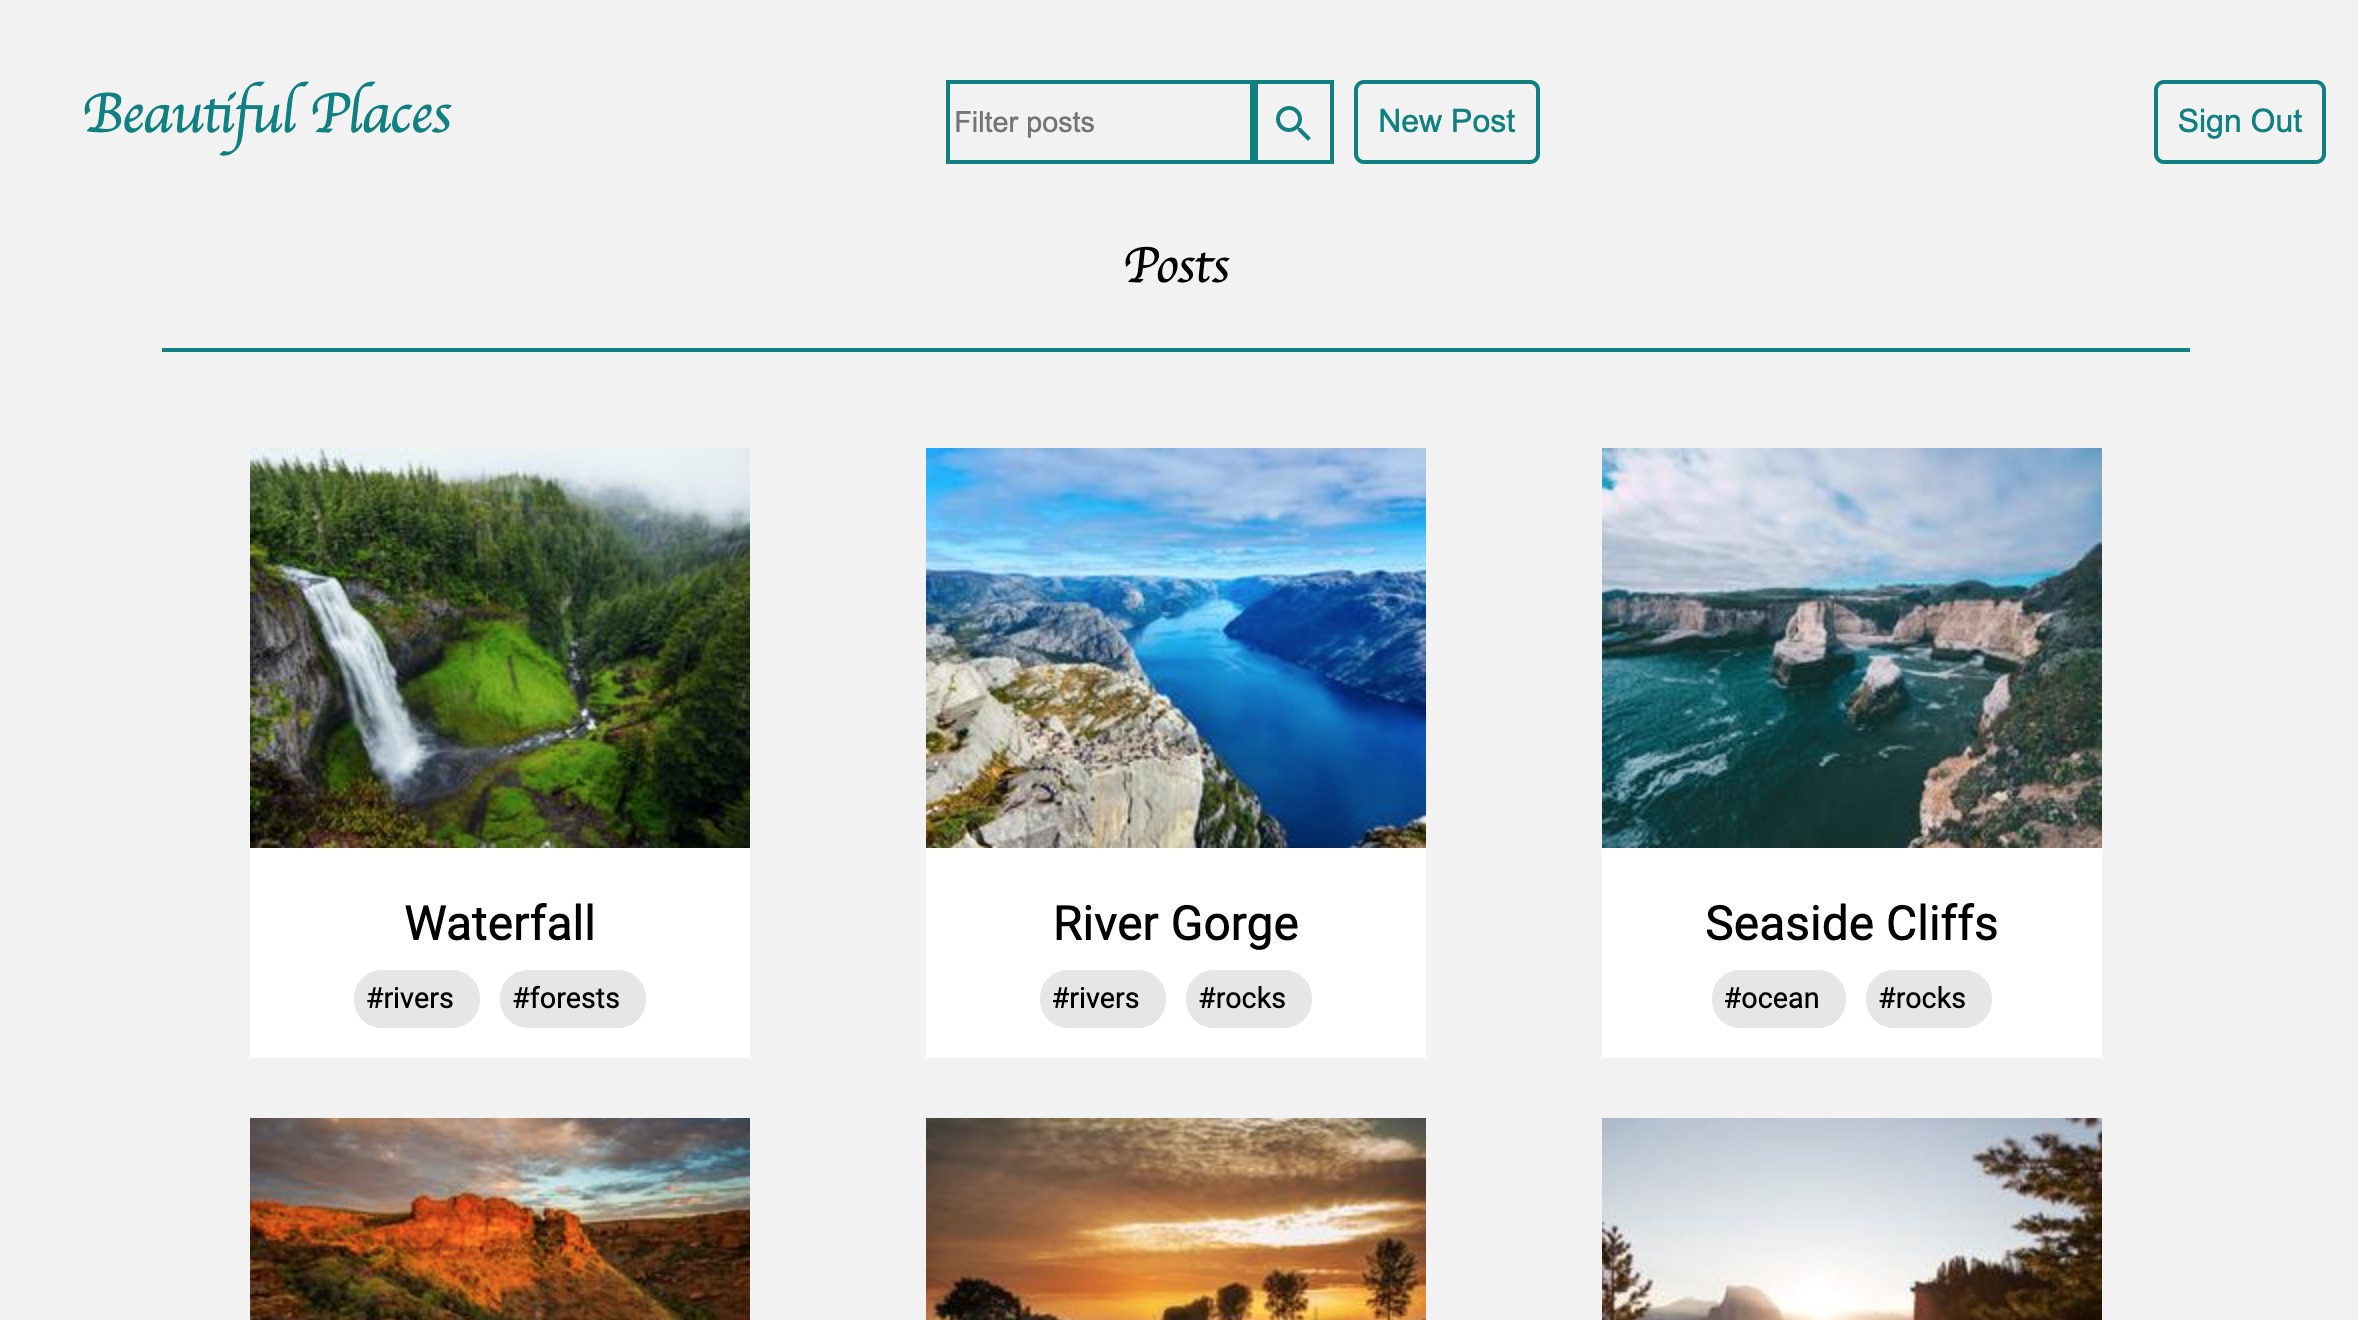 Beautiful Places
Filter posts
New Post
Sign Out
Posts
Waterfall
#rivers #forests
River Gorge
#rivers #rocks
Seaside Cliffs
#ocean #rocks